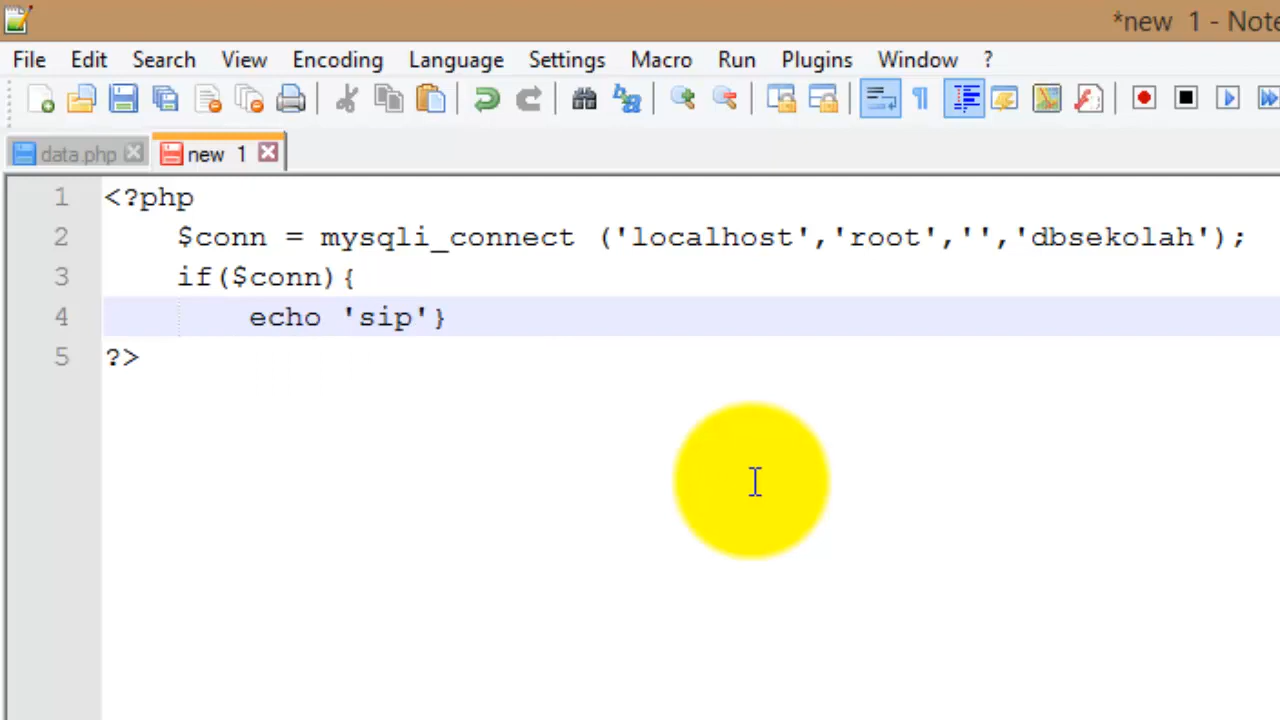 *new 1 - Note
File Edit Search View Encoding Language Settings Macro Run Plugins Window ?
data.php new 1
1 <?php
2 $conn = mysqli_connect ('localhost','root','','dbsekolah');
3 if($conn){
4 echo 'sip'}
5 ?>